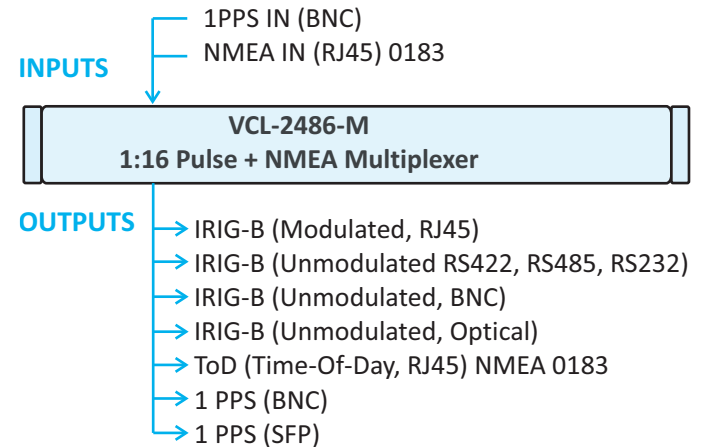 1PPS IN (BNC)
NMEA IN (RJ45) 0183
INPUTS
VCL-2486-M
1:16 Pulse + NMEA Multiplexer
OUTPUTS
IRIG-B (Modulated, RJ45)
IRIG-B (Unmodulated RS422, RS485, RS232)
IRIG-B (Unmodulated, BNC)
IRIG-B (Unmodulated, Optical)
ToD (Time-Of-Day, RJ45) NMEA 0183
1 PPS (BNC)
1 PPS (SFP)